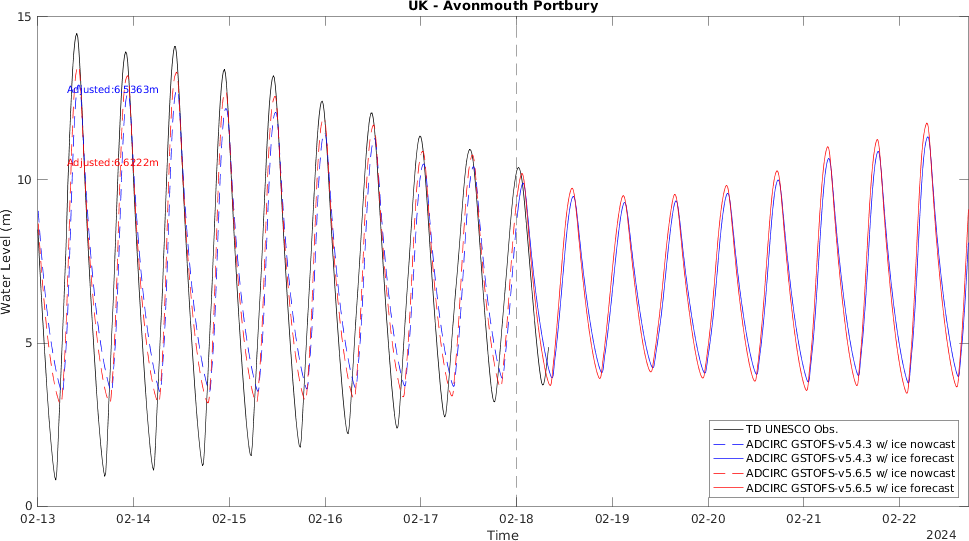 UK - Avonmouth Portbury
15
Adjusted:6.5363m
Adjusted:6.6222m
10
Water Level (m)
5
0
TD UNESCO Obs.
ADCIRC GSTOFS-v5.4.3 w/ ice nowcast
ADCIRC GSTOFS-v5.4.3 w/ ice forecast
ADCIRC GSTOFS-v5.6.5 w/ ice nowcast
ADCIRC GSTOFS-v5.6.5 w/ ice forecast
02-13 02-14 02-15 02-16 02-17 02-18 02-19 02-20 02-21 02-22
Time
2024